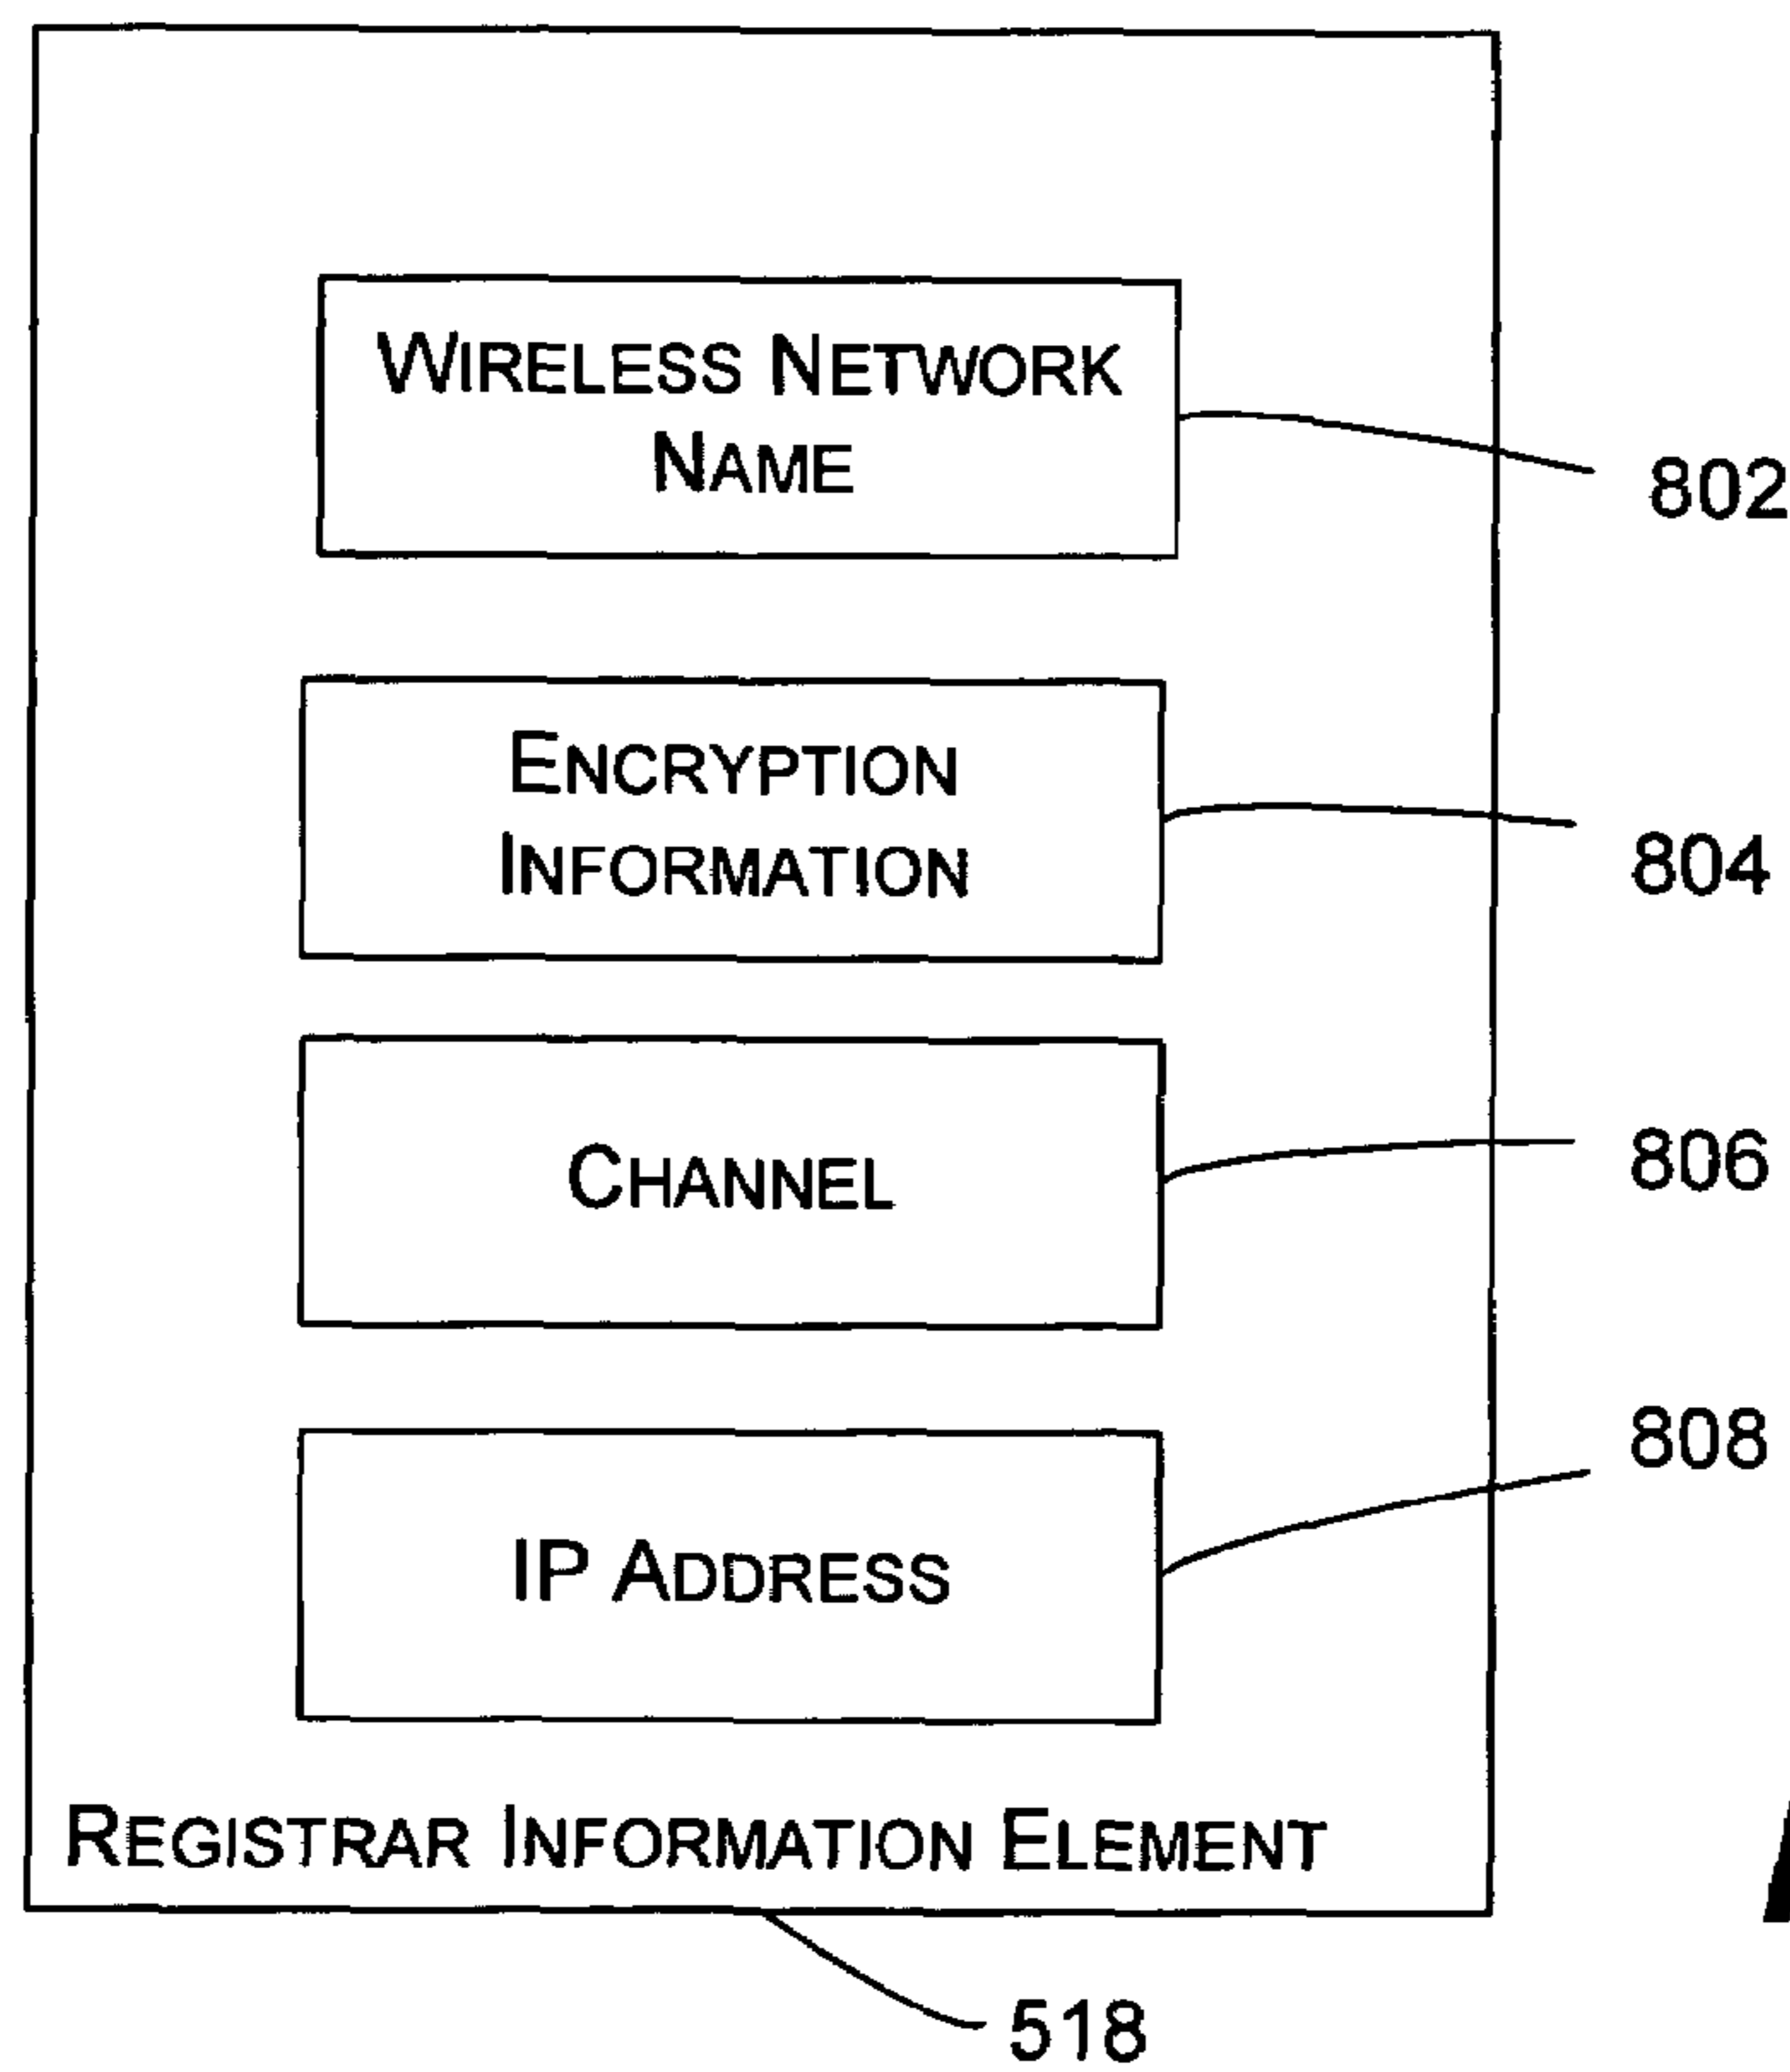 WIRELESS NETWORK
NAME
802
ENCRYPTION
INFORMATION
804
CHANNEL
806
808
IP ADDRESS
REGISTRAR INFORMATION ELEMENT
518